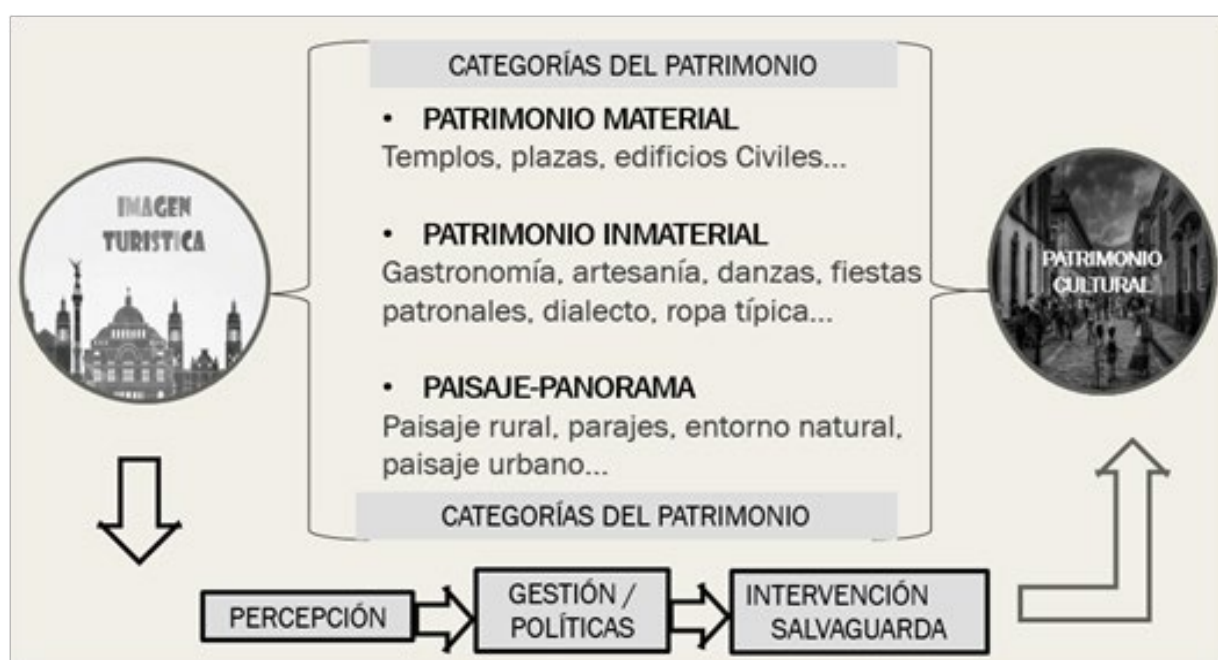 CATEGORÍAS DEL PATRIMONIO
• PATRIMONIO MATERIAL
Templos, plazas, edificios Civiles...
• PATRIMONIO INMATERIAL
Gastronomía, artesanía, danzas, fiestas
patronales, dialecto, ropa típica...
• PAISAJE-PANORAMA
Paisaje rural, parajes, entorno natural,
paisaje urbano...
CATEGORÍAS DEL PATRIMONIO
IMAGEN
TURISTICA
PATRIMONIO
CULTURAL
PERCEPCIÓN
GESTIÓN /
POLÍTICAS
INTERVENCIÓN
SALVAGUARDA